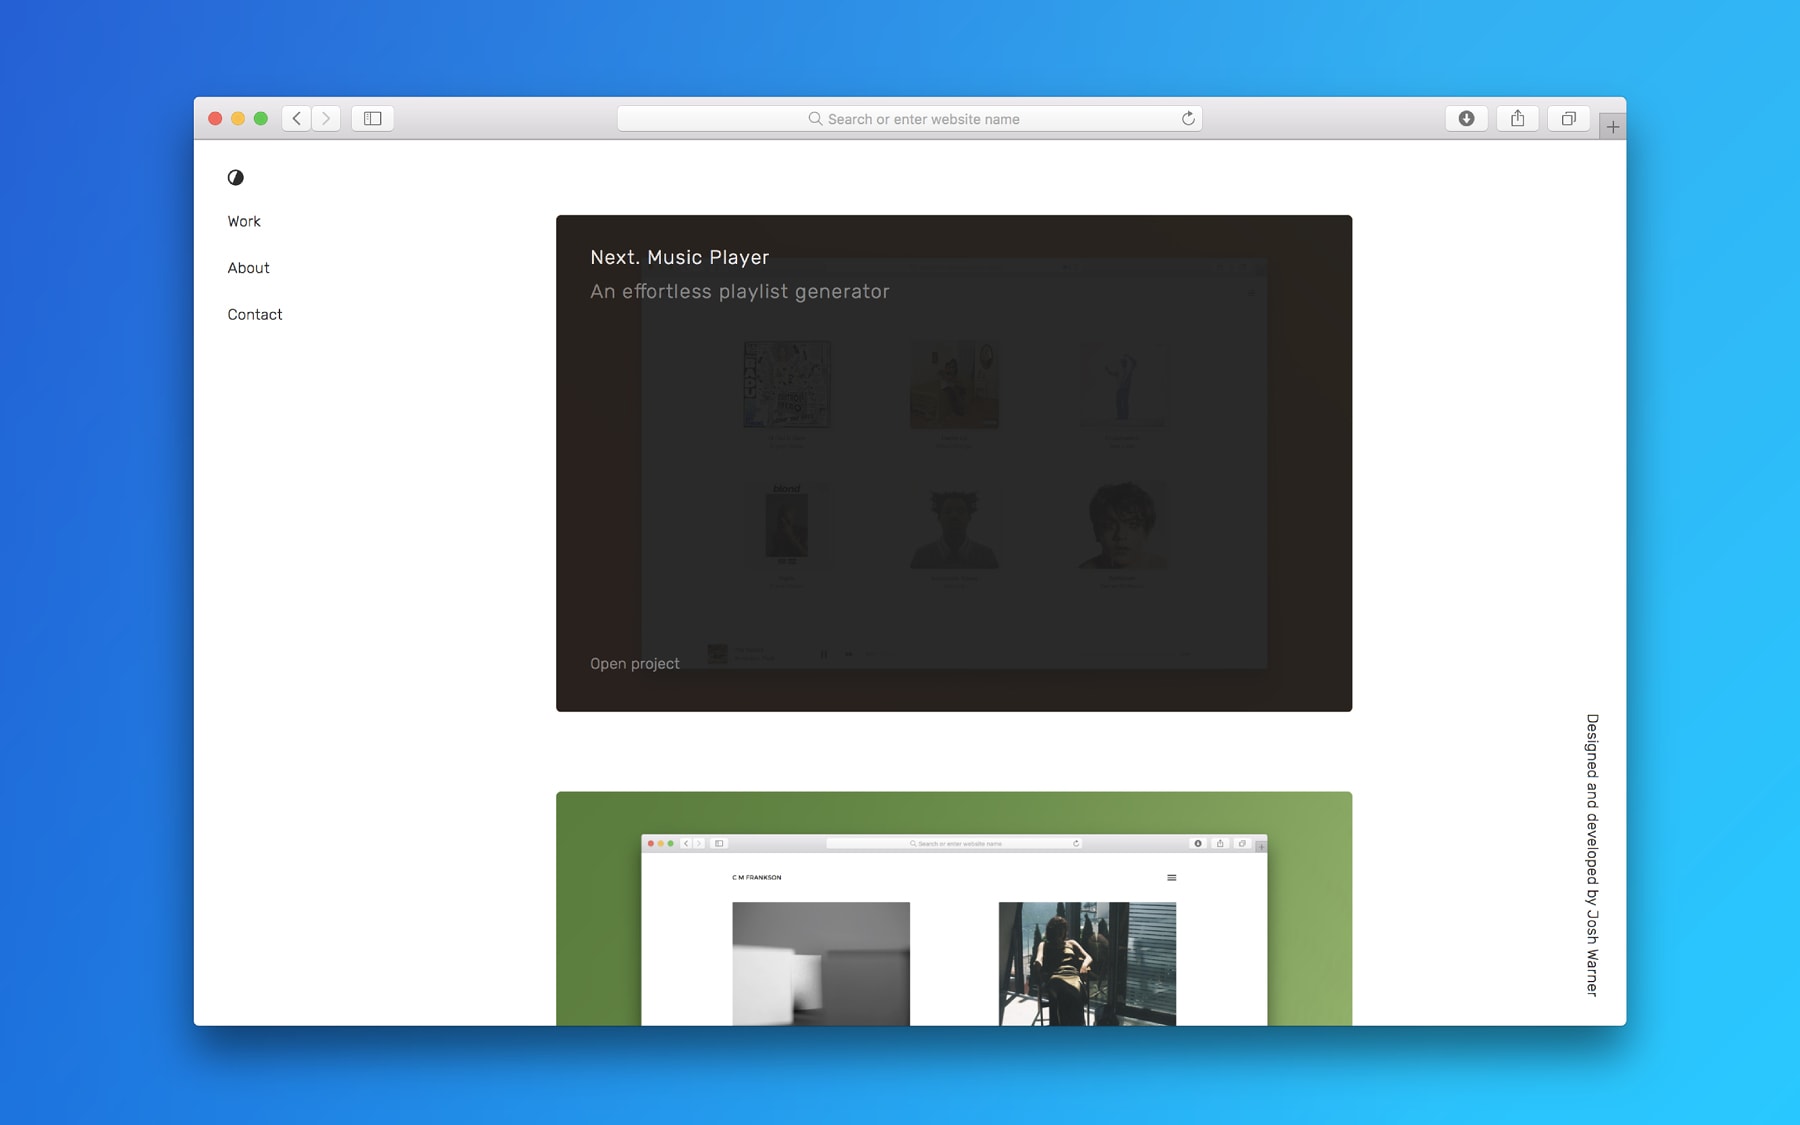 Search or enter website name
Work
About
Contact
Next. Music Player
An effortless playlist generator
blond
Open project
Designed and developed by Josh Warner
Search or enter website name
C M FRANKSON